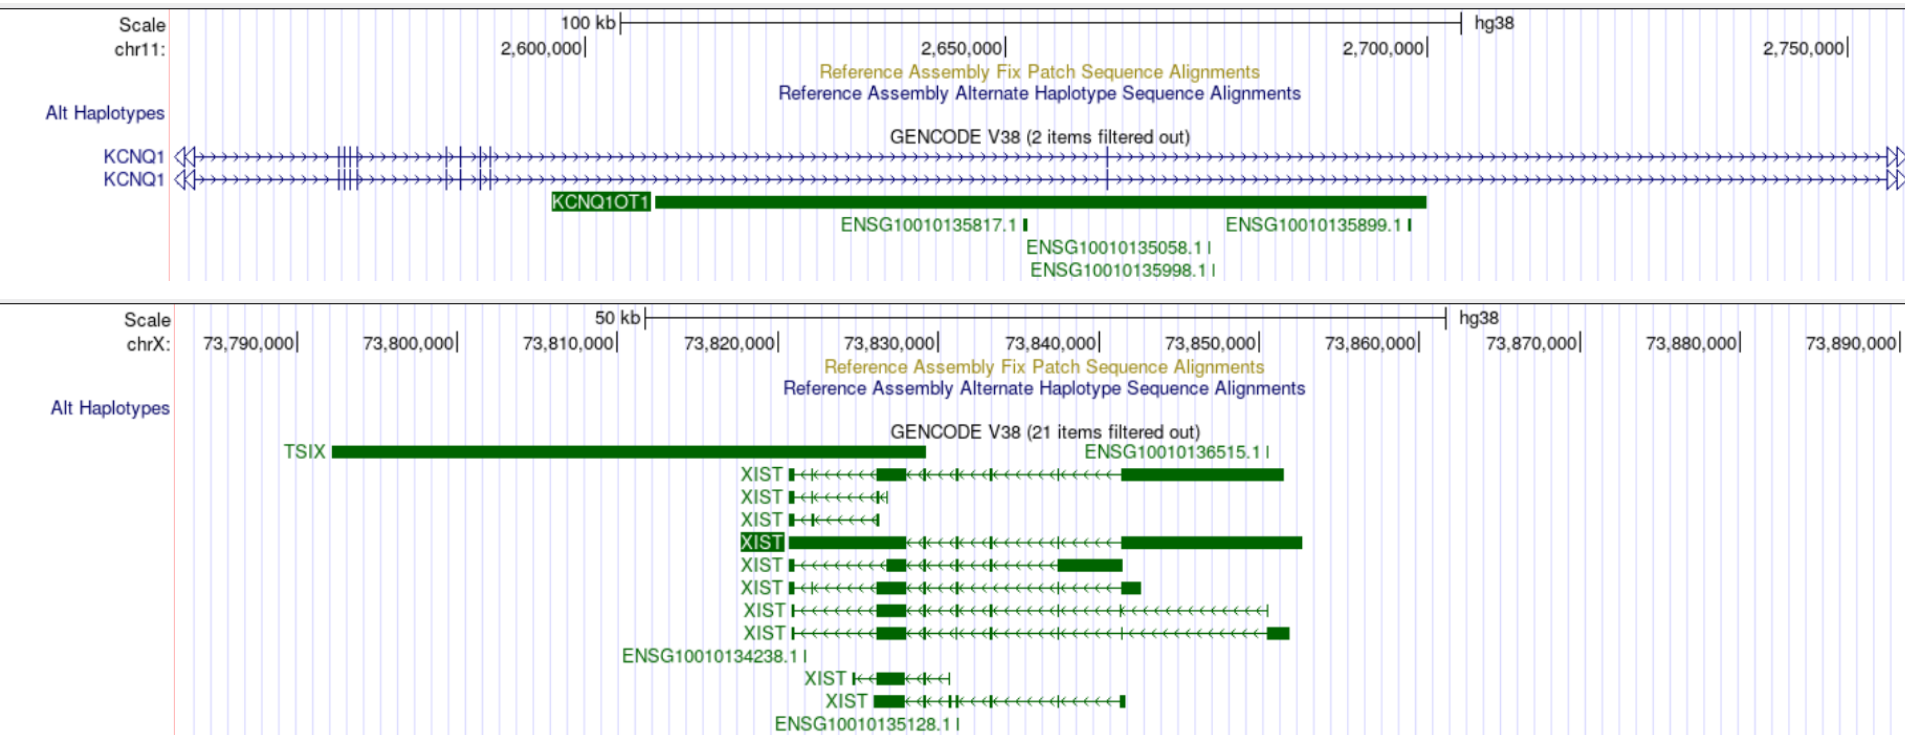 Scale 100 kb hg38
chr11: 2,600,000 2,650,000 2,700,000 2,750,000
Reference Assembly Fix Patch Sequence Alignments
Reference Assembly Alternate Haplotype Sequence Alignments
Alt Haplotypes
GENCODE V38 (2 items filtered out)
KCNQ1
KCNQ1
KCNQ1OT1
ENSG10010135817.1 ENSG10010135899.1
ENSG10010135058.1
ENSG10010135998.1
Scale 50 kb hg38
chrX: 73,790,000 73,800,000 73,810,000 73,820,000 73,830,000 73,840,000 73,850,000 73,860,000 73,870,000 73,880,000 73,890,000
Reference Assembly Fix Patch Sequence Alignments
Reference Assembly Alternate Haplotype Sequence Alignments
Alt Haplotypes
GENCODE V38 (21 items filtered out)
TSIX ENSG10010136515.1
XIST
XIST
XIST
XIST
XIST
XIST
XIST
XIST
ENSG10010134238.1
XIST
XIST
ENSG10010135128.1